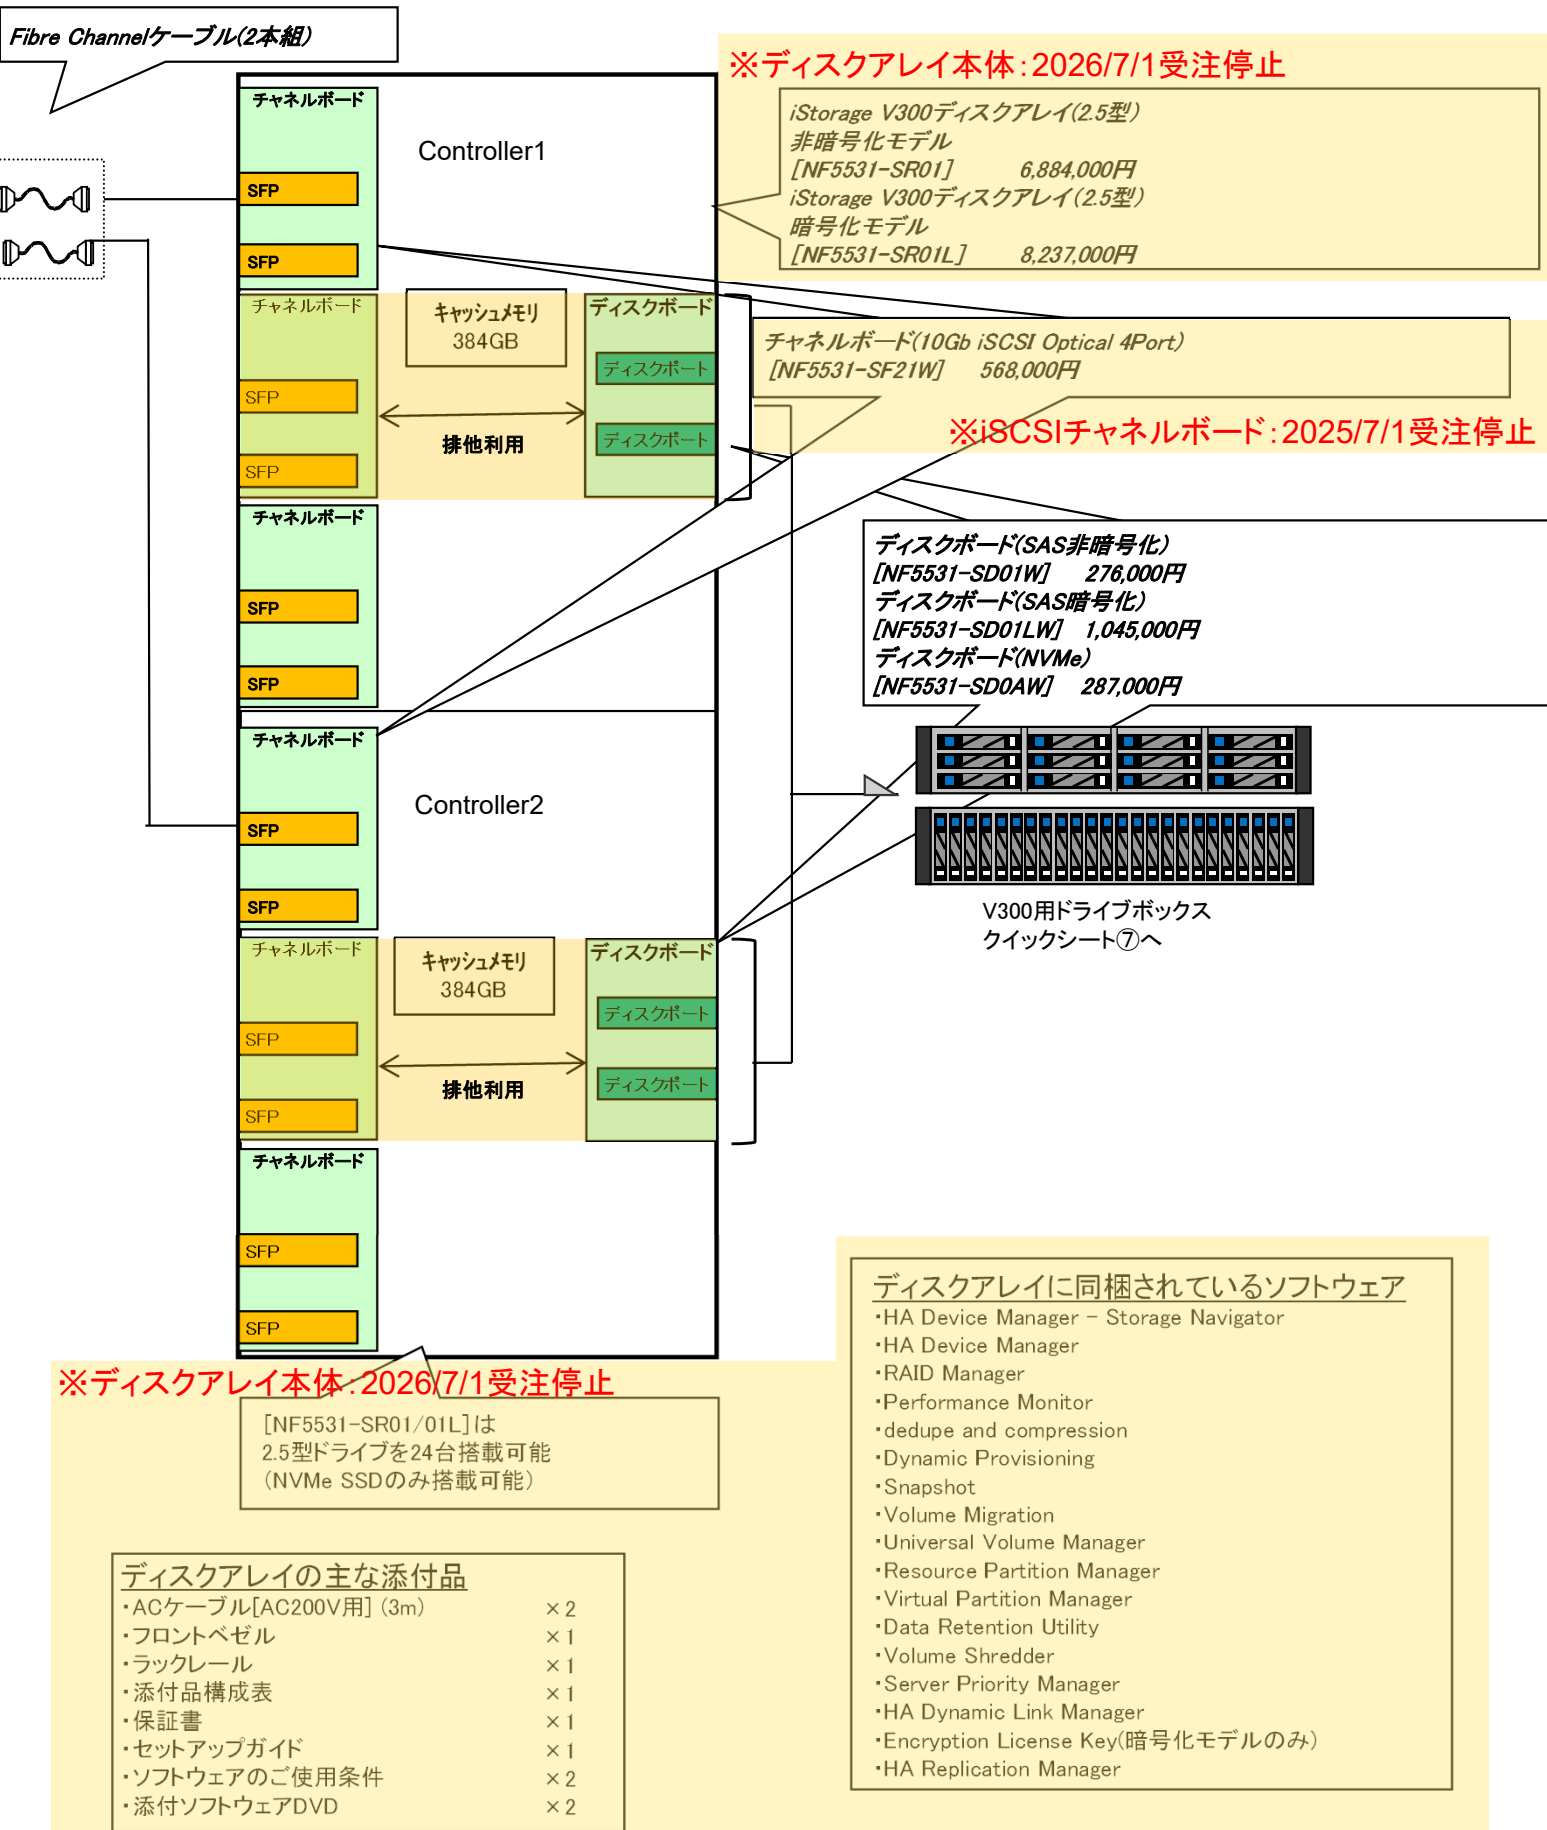 Fibre Channelケーブル(2本組)
※ディスクアレイ本体：2026/7/1受注停止
iStorage V300ディスクアレイ(2.5型)
非暗号化モデル
[NF5531-SR01] 6,884,000円
iStorage V300ディスクアレイ(2.5型)
暗号化モデル
[NF5531-SR01L] 8,237,000円
チャネルボード
Controller1
SFP
SFP
チャネルボード
キャッシュメモリ
384GB
ディスクボード
ディスクポート
SFP
排他利用
ディスクポート
SFP
チャネルボード(10Gb iSCSI Optical 4Port)
[NF5531-SF21W] 568,000円
※iSCSIチャネルボード：2025/7/1受注停止
チャネルボード
SFP
SFP
ディスクボード(SAS非暗号化)
[NF5531-SD01W] 276,000円
ディスクボード(SAS暗号化)
[NF5531-SD01LW] 1,045,000円
ディスクボード(NVMe)
[NF5531-SD0AW] 287,000円
チャネルボード
Controller2
SFP
SFP
V300用ドライブボックス
クイックシート⑦へ
チャネルボード
キャッシュメモリ
384GB
ディスクボード
ディスクポート
SFP
排他利用
ディスクポート
SFP
チャネルボード
SFP
SFP
※ディスクアレイ本体：2026/7/1受注停止
[NF5531-SR01/01L]は
2.5型ドライブを24台搭載可能
(NVMe SSDのみ搭載可能)
ディスクアレイの主な添付品
・ACケーブル[AC200V用] (3m) ×2
・フロントベゼル ×1
・ラックレール ×1
・添付品構成表 ×1
・保証書 ×1
・セットアップガイド ×1
・ソフトウェアのご使用条件 ×2
・添付ソフトウェアDVD ×2
ディスクアレイに同梱されているソフトウェア
・HA Device Manager - Storage Navigator
・HA Device Manager
・RAID Manager
・Performance Monitor
・dedupe and compression
・Dynamic Provisioning
・Snapshot
・Volume Migration
・Universal Volume Manager
・Resource Partition Manager
・Virtual Partition Manager
・Data Retention Utility
・Volume Shredder
・Server Priority Manager
・HA Dynamic Link Manager
・Encryption License Key(暗号化モデルのみ)
・HA Replication Manager